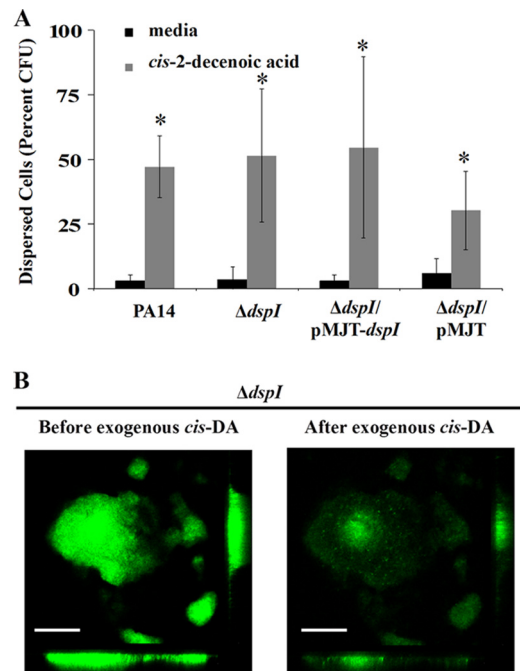 A
Dispersed Cells (Percent CFU)
100
75
50
25
0
media
cis-2-decenoic acid
*
*
*
*
PA14
ΔdspI
ΔdspI/
pMJT-dspI
ΔdspI/
pMJT
B
ΔdspI
Before exogenous cis-DA
After exogenous cis-DA